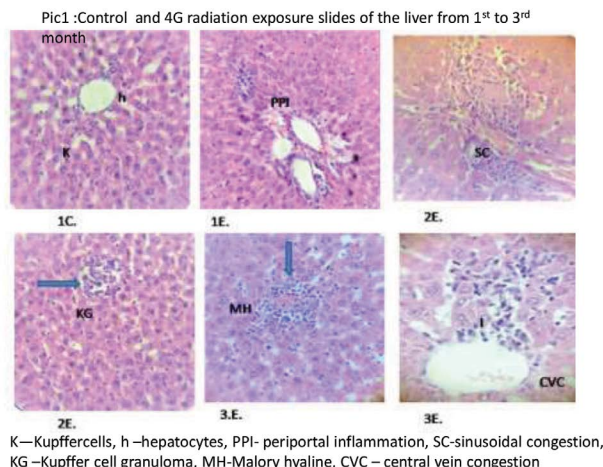 Pic1 :Control and 4G radiation exposure slides of the liver from 1st to 3rd
month
h
K
1C.
PPI
1E.
SC
2E.
KG
2E.
MH
3.E.
I
CVC
3E.
K—Kupffercells, h –hepatocytes, PPI- periportal inflammation, SC-sinusoidal congestion,
KG –Kupffer cell granuloma, MH-Malory hyaline, CVC – central vein congestion